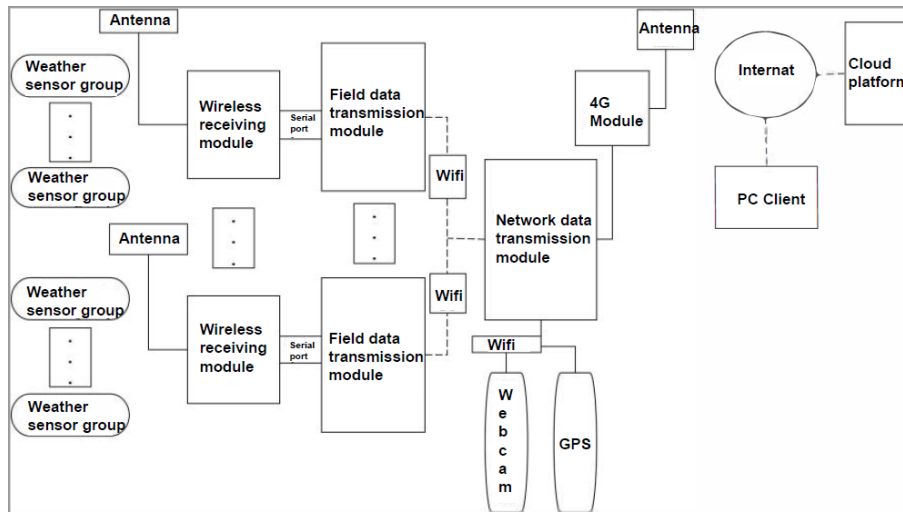 Antenna
Weather
sensor group
Weather
sensor group
Wireless
receiving
module
Serial
port
Field data
transmission
module
Wifi
Antenna
Weather
sensor group
Weather
sensor group
Wireless
receiving
module
Serial
port
Field data
transmission
module
Wifi
Network data
transmission
module
4G
Module
Antenna
Wifi
W
e
b
c
a
m
GPS
Internat
Cloud
platform
PC Client